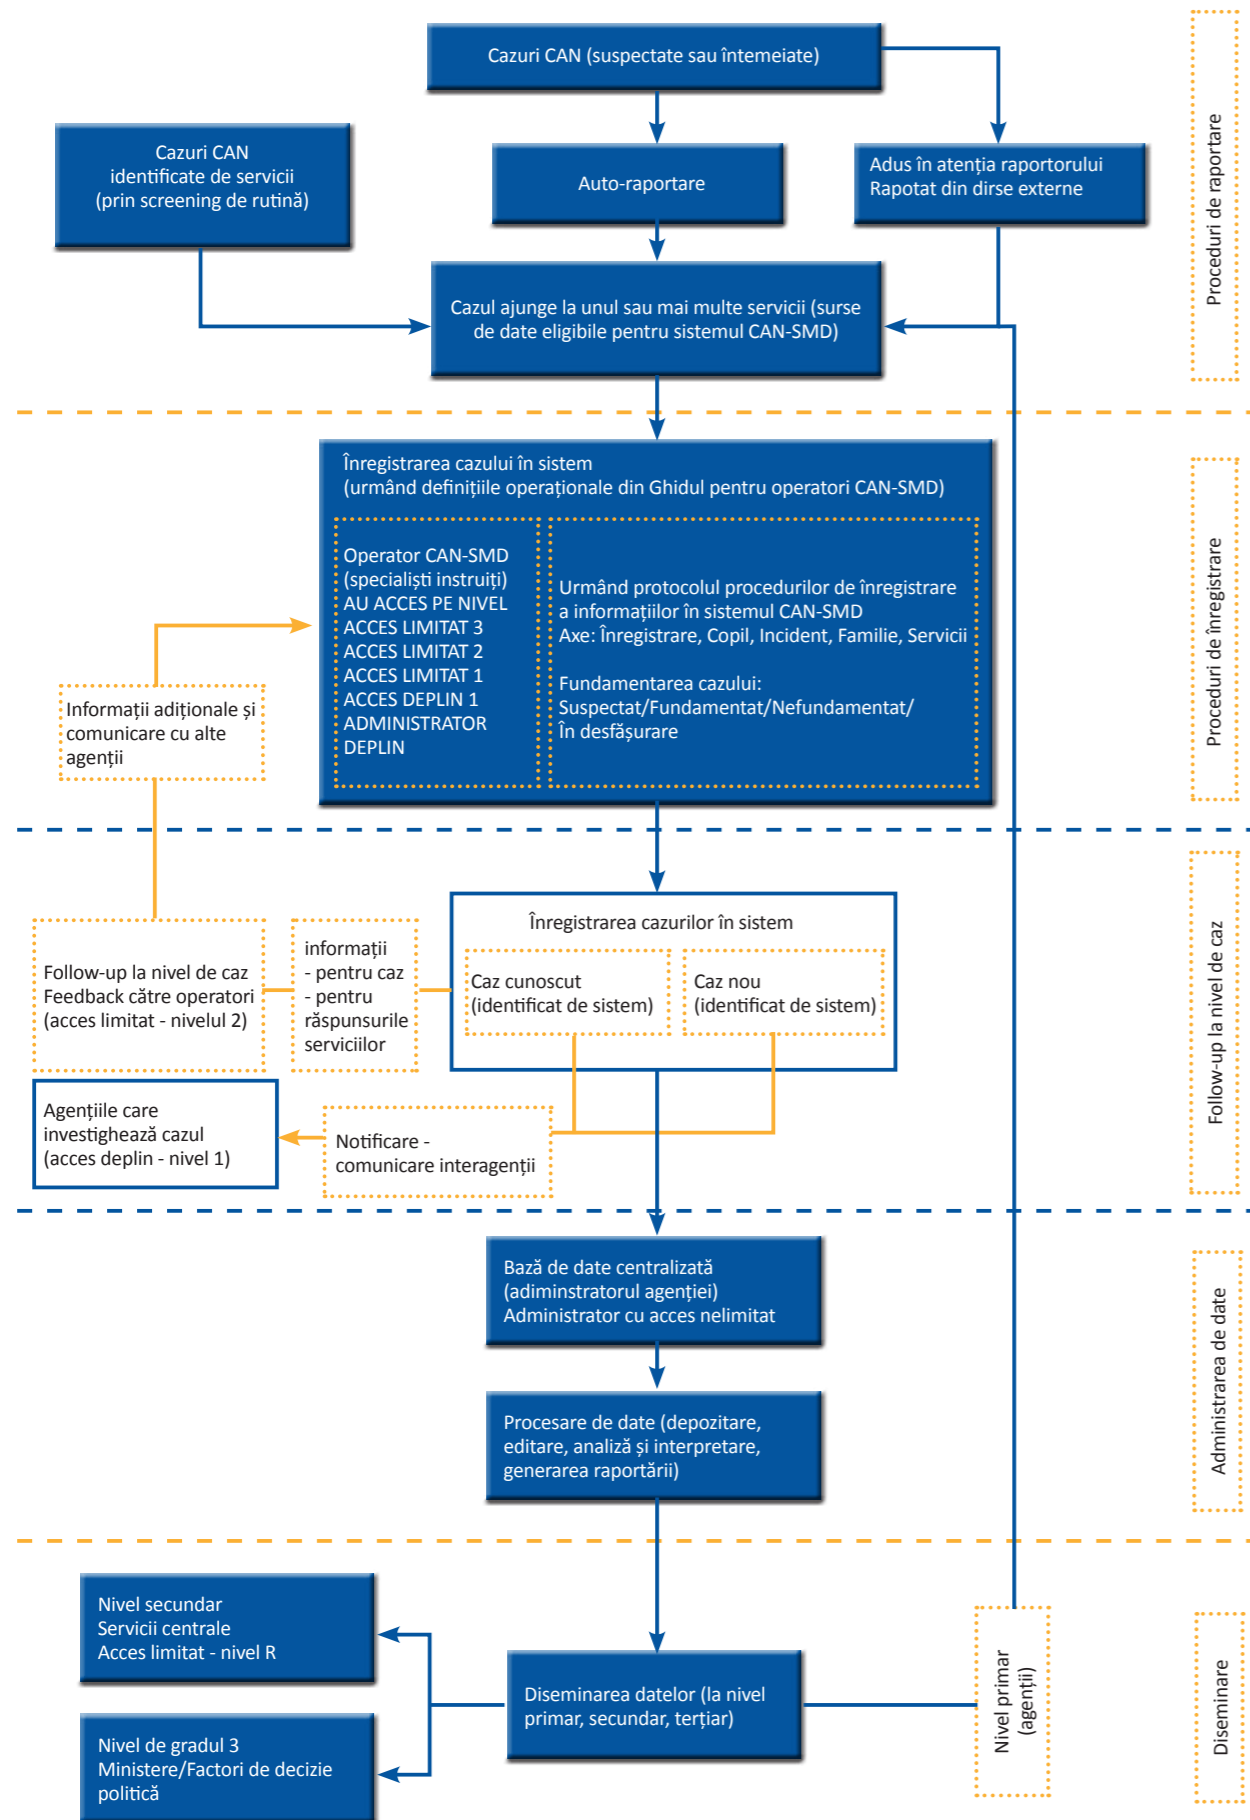 Cazuri CAN (suspectate sau întemeiate)
Cazuri CAN
identificate de servicii
(prin screening de rutină)
Auto-raportare
Adus în atenția raportorului
Rapotat din dirse externe
Proceduri de raportare
Cazul ajunge la unul sau mai multe servicii (surse
de date eligibile pentru sistemul CAN-SMD)
Înregistrarea cazului în sistem
(urmând definițiile operaționale din Ghidul pentru operatori CAN-SMD)
Operator CAN-SMD
(specialiști instruiți)
AU ACCES PE NIVEL
ACCES LIMITAT 3
ACCES LIMITAT 2
ACCES LIMITAT 1
ACCES DEPLIN 1
ADMINISTRATOR
DEPLIN
Urmând protocolul procedurilor de înregistrare
a informațiilor în sistemul CAN-SMD
Axe: Înregistrare, Copil, Incident, Familie, Servicii
Fundamentarea cazului:
Suspectat/Fundamentat/Nefundamentat/
În desfășurare
Proceduri de înregistrare
Informații adiționale și
comunicare cu alte
agenții
Înregistrarea cazurilor în sistem
Caz cunoscut
(identificat de sistem)
Caz nou
(identificat de sistem)
informații
- pentru caz
- pentru
răspunsurile
serviciilor
Follow-up la nivel de caz
Feedback către operatori
(acces limitat - nivelul 2)
Agențiile care
investighează cazul
(acces deplin - nivel 1)
Notificare -
comunicare interagenții
Follow-up la nivel de caz
Bază de date centralizată
(adiminstratorul agenției)
Administrator cu acces nelimitat
Procesare de date (depozitare,
editare, analiză și interpretare,
generarea raportării)
Administrarea de date
Nivel secundar
Servicii centrale
Acces limitat - nivel R
Nivel de gradul 3
Ministere/Factori de decizie
politică
Diseminarea datelor (la nivel
primar, secundar, terțiar)
Nivel primar
(agenții)
Diseminare